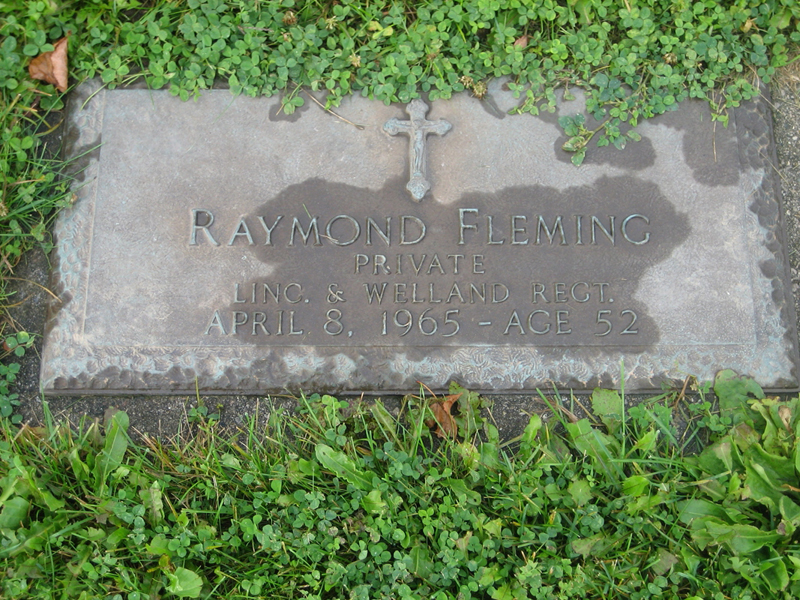 RAYMOND FLEMING
PRIVATE
LINC. & WELLAND REGT.
APRIL 8, 1965 - AGE 52